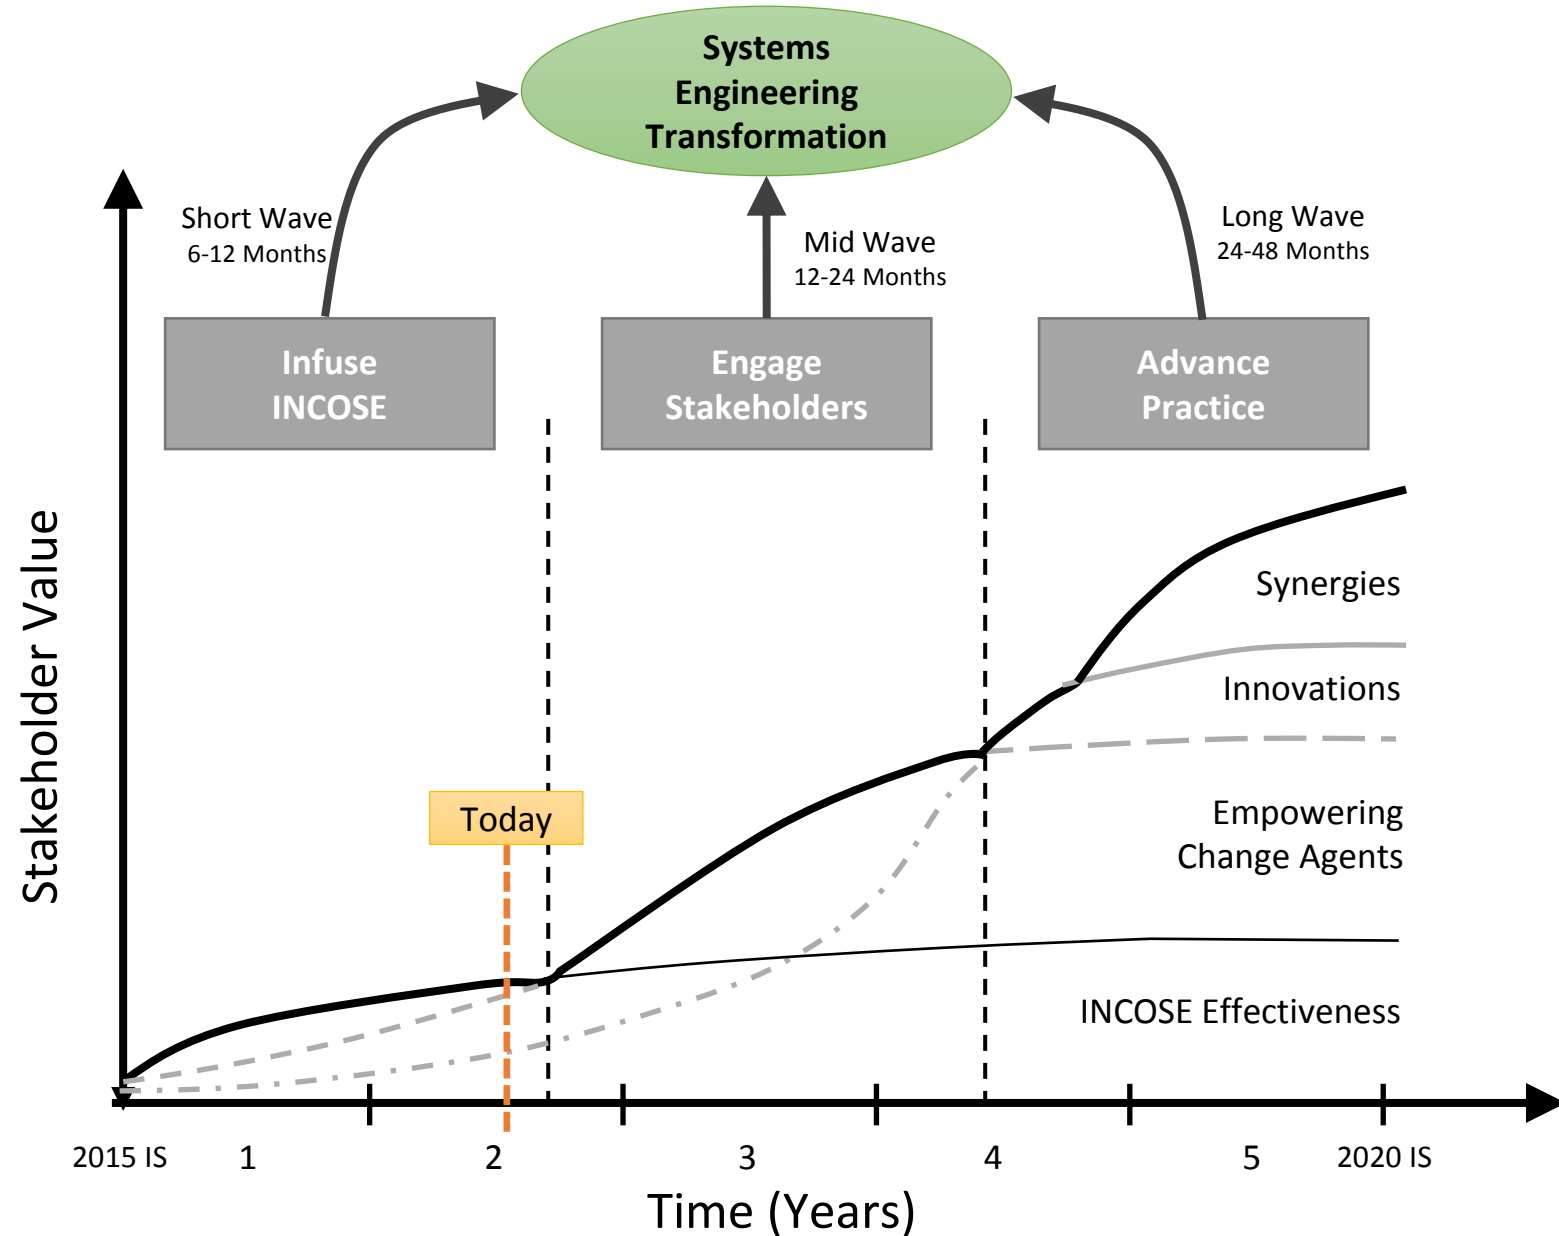 Systems
Engineering
Transformation
Short Wave
6-12 Months
Mid Wave
12-24 Months
Long Wave
24-48 Months
Infuse
INCOSE
Engage
Stakeholders
Advance
Practice
Stakeholder Value
Synergies
Innovations
Today
Empowering
Change Agents
INCOSE Effectiveness
2015 IS 1 2 3 4 5 2020 IS
Time (Years)